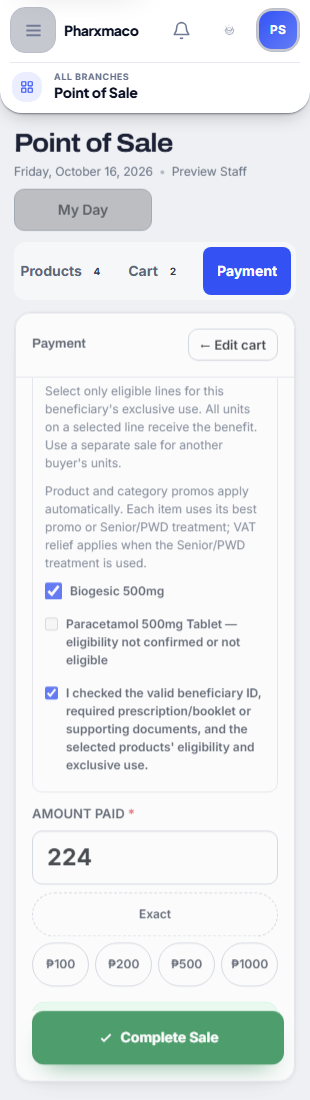 Pharxmaco
PS
ALL BRANCHES
Point of Sale
Point of Sale
Friday, October 16, 2026 • Preview Staff
My Day
Products 4 Cart 2 Payment
Payment
← Edit cart
Select only eligible lines for this
beneficiary's exclusive use. All units
on a selected line receive the benefit.
Use a separate sale for another
buyer's units.
Product and category promos apply
automatically. Each item uses its best
promo or Senior/PWD treatment; VAT
relief applies when the Senior/PWD
treatment is used.
Biogesic 500mg
Paracetamol 500mg Tablet —
eligibility not confirmed or not
eligible
I checked the valid beneficiary ID,
required prescription/booklet or
supporting documents, and the
selected products' eligibility and
exclusive use.
AMOUNT PAID *
224
Exact
₱100 ₱200 ₱500 ₱1000
✓ Complete Sale